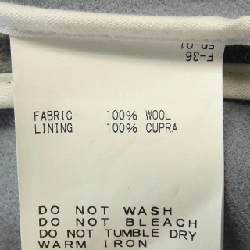 F-36
FABRIC 100% WOOL
LINING 100% CUPRA
DO NOT WASH
DO NOT BLEACH
DO NOT TUMBLE DRY
WARM IRON